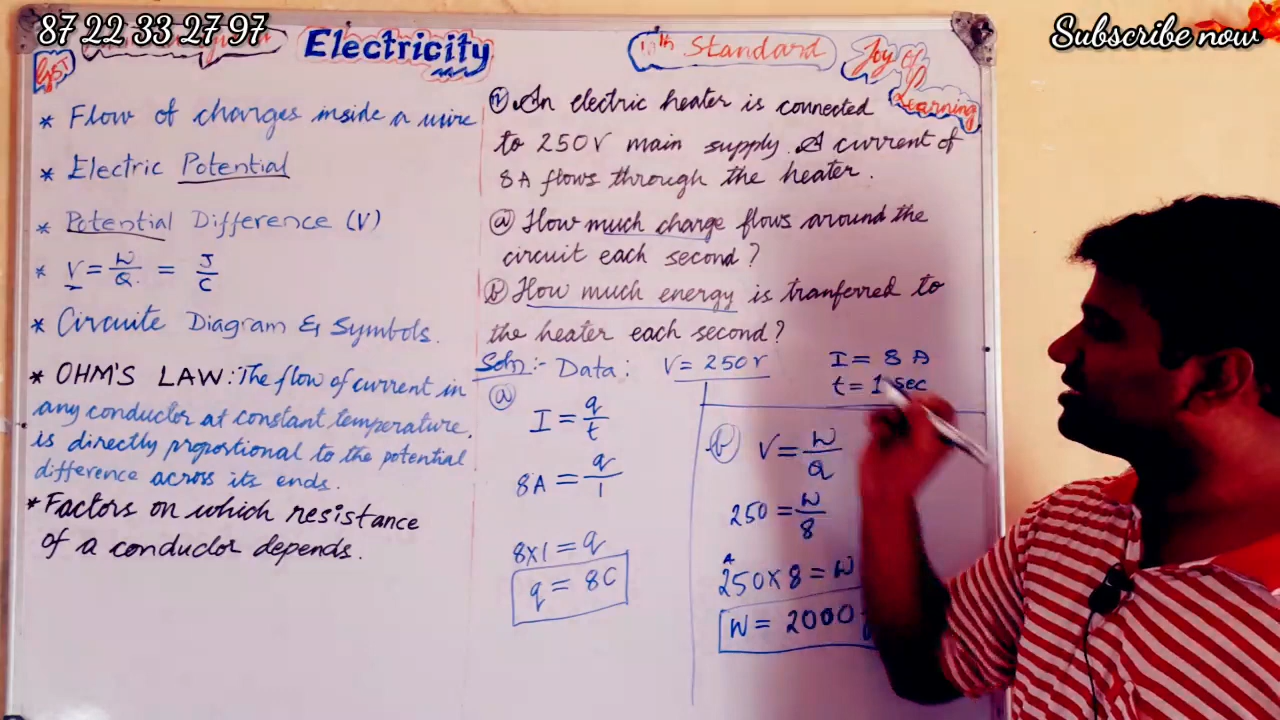 87 22 33 27 97
Subscribe now
Electricity
10th Standard
Joy of
Learning
* Flow of charges inside a wire
* Electric Potential
* Potential Difference (V)
* V = W/Q = J/C
* Circuite Diagram & Symbols.
* OHM'S LAW: The flow of current in
any conductor at constant temperature,
is directly proportional to the potential
difference across its ends.
* Factors on which resistance
of a conductor depends.
An electric heater is connected
to 250V main supply. A current of
8A flows through the heater.
(a) How much charge flows around the
circuit each second?
(b) How much energy is tranferred to
the heater each second?
Soln:- Data: V = 250V I = 8 A
t = 1 sec
(a)
I = q/t
8A = q/1
8x1 = q
q = 8C
(b) V = W/Q
250 = W/8
250x8 = W
W = 2000